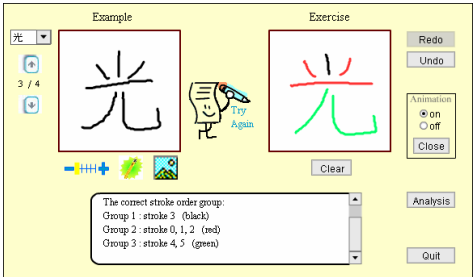 Example
Exercise
光
3 / 4
光
Try
Again
光
Redo
Undo
Animation
on
off
Close
Clear
The correct stroke order group:
Group 1 : stroke 3 (black)
Group 2 : stroke 0, 1, 2 (red)
Group 3 : stroke 4, 5 (green)
Analysis
Quit